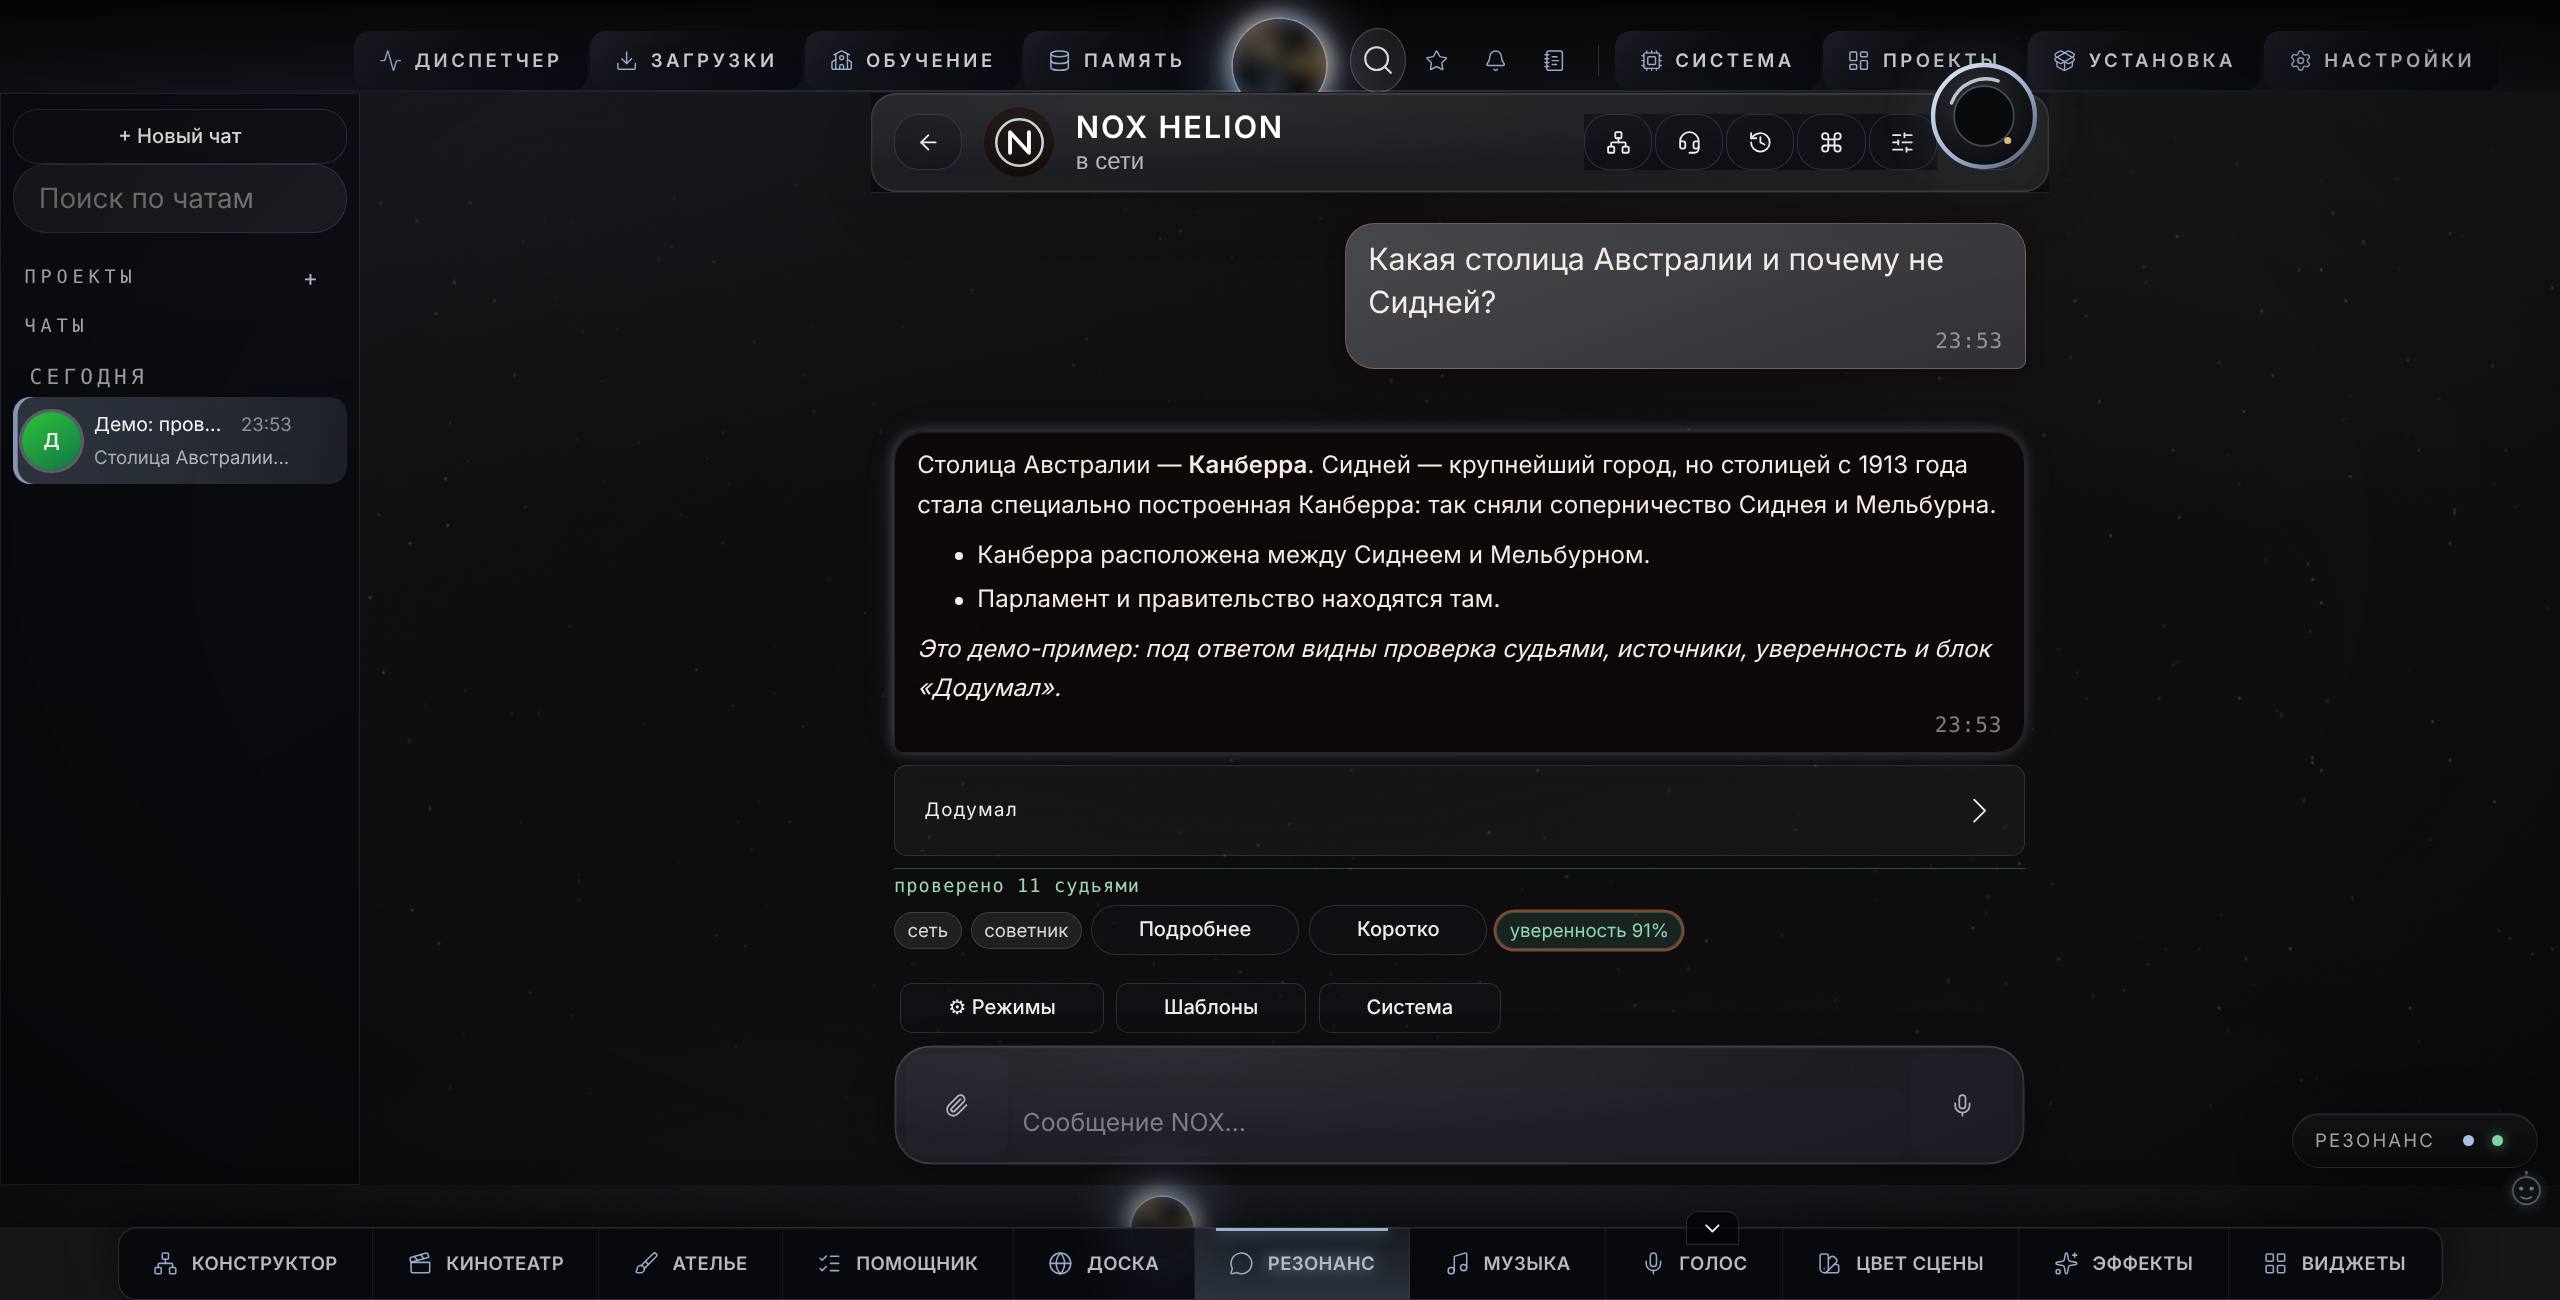 ДИСПЕТЧЕР
ЗАГРУЗКИ
ОБУЧЕНИЕ
ПАМЯТЬ
СИСТЕМА
ПРОЕКТЫ
УСТАНОВКА
НАСТРОЙКИ
+ Новый чат
Поиск по чатам
ПРОЕКТЫ +
ЧАТЫ
СЕГОДНЯ
Д
Демо: пров... 23:53
Столица Австралии...
N
NOX HELION
в сети
Какая столица Австралии и почему не
Сидней?
23:53
Столица Австралии — Канберра. Сидней — крупнейший город, но столицей с 1913 года
стала специально построенная Канберра: так сняли соперничество Сиднея и Мельбурна.
• Канберра расположена между Сиднеем и Мельбурном.
• Парламент и правительство находятся там.
Это демо-пример: под ответом видны проверка судьями, источники, уверенность и блок
«Додумал».
23:53
Додумал
проверено 11 судьями
сеть
советник
Подробнее
Коротко
уверенность 91%
⚙ Режимы
Шаблоны
Система
Сообщение NOX...
РЕЗОНАНС
КОНСТРУКТОР
КИНОТЕАТР
АТЕЛЬЕ
ПОМОЩНИК
ДОСКА
РЕЗОНАНС
МУЗЫКА
ГОЛОС
ЦВЕТ СЦЕНЫ
ЭФФЕКТЫ
ВИДЖЕТЫ